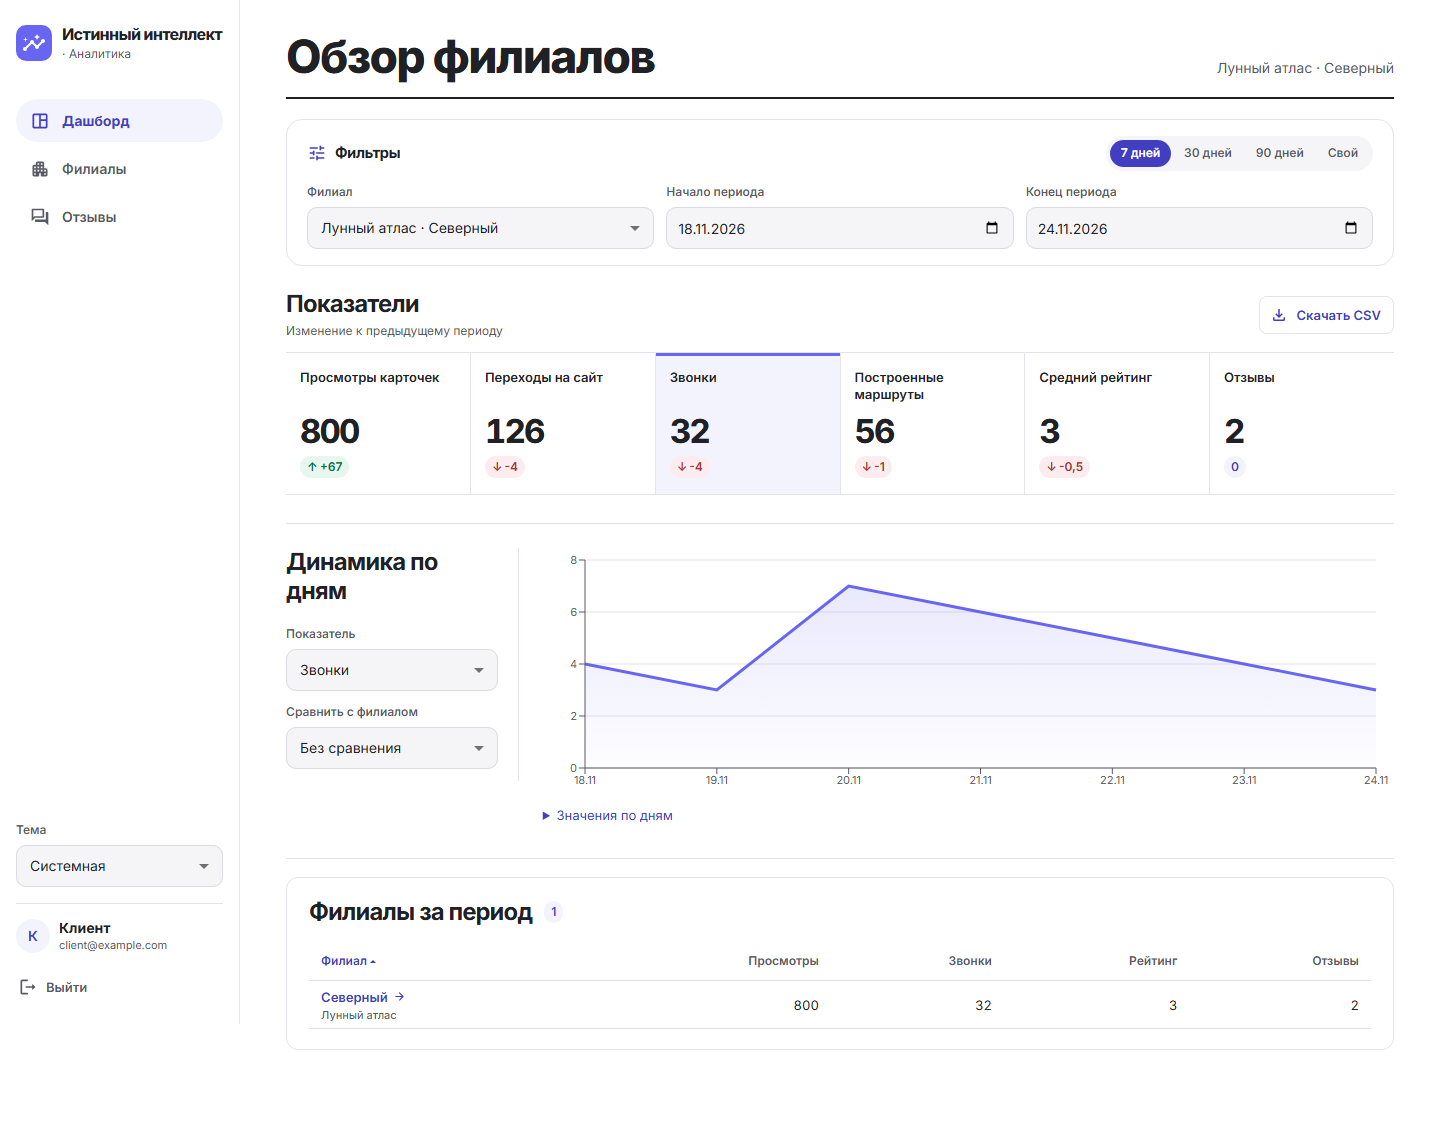 Истинный интеллект
· Аналитика
Дашборд
Филиалы
Отзывы
Тема
Системная
К
Клиент
client@example.com
Выйти
Обзор филиалов
Лунный атлас · Северный
Фильтры
7 дней
30 дней
90 дней
Свой
Филиал
Начало периода
Конец периода
Лунный атлас · Северный
18.11.2026
24.11.2026
Показатели
Изменение к предыдущему периоду
Скачать CSV
Просмотры карточек
800
↑ +67
Переходы на сайт
126
↓ -4
Звонки
32
↓ -4
Построенные
маршруты
56
↓ -1
Средний рейтинг
3
↓ -0,5
Отзывы
2
0
Динамика по
дням
Показатель
Звонки
Сравнить с филиалом
Без сравнения
8
6
4
2
0
18.11
19.11
20.11
21.11
22.11
23.11
24.11
Значения по дням
Филиалы за период
1
Филиал
Просмотры
Звонки
Рейтинг
Отзывы
Северный →
Лунный атлас
800
32
3
2